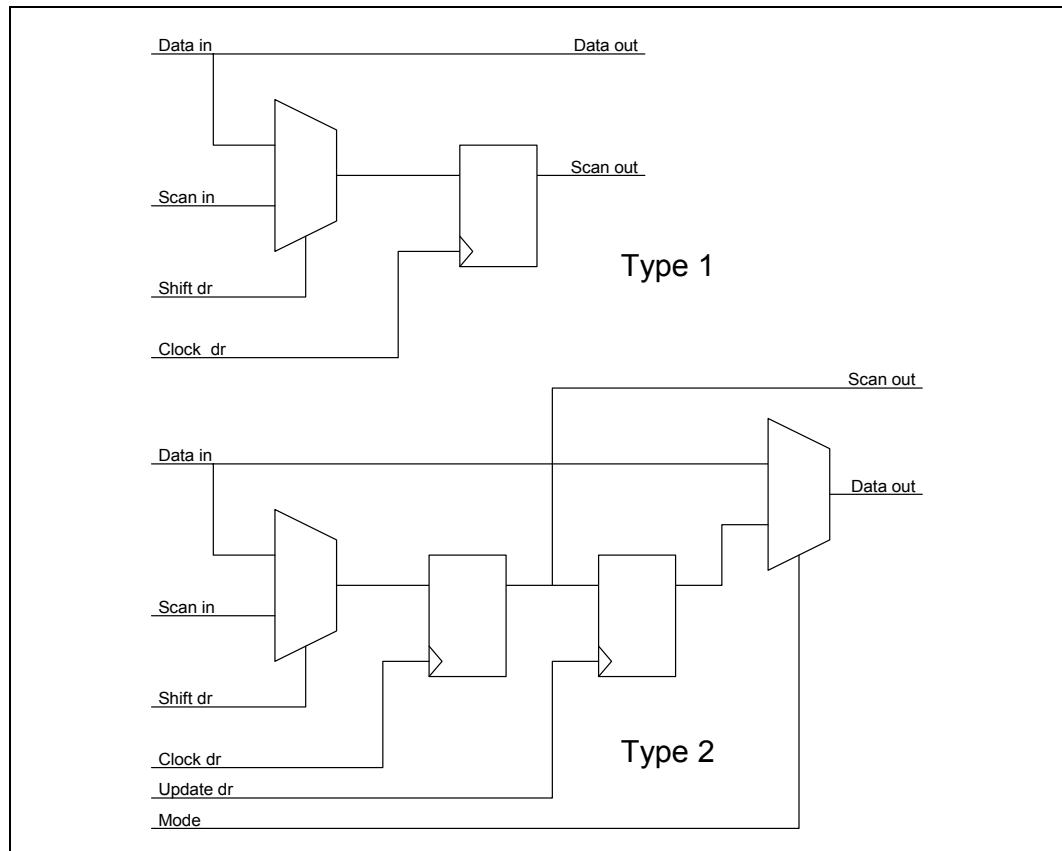 Data in
Data out
Scan out
Scan in
Type 1
Shift dr
Clock dr
Scan out
Data in
Data out
Scan in
Shift dr
Type 2
Clock dr
Update dr
Mode